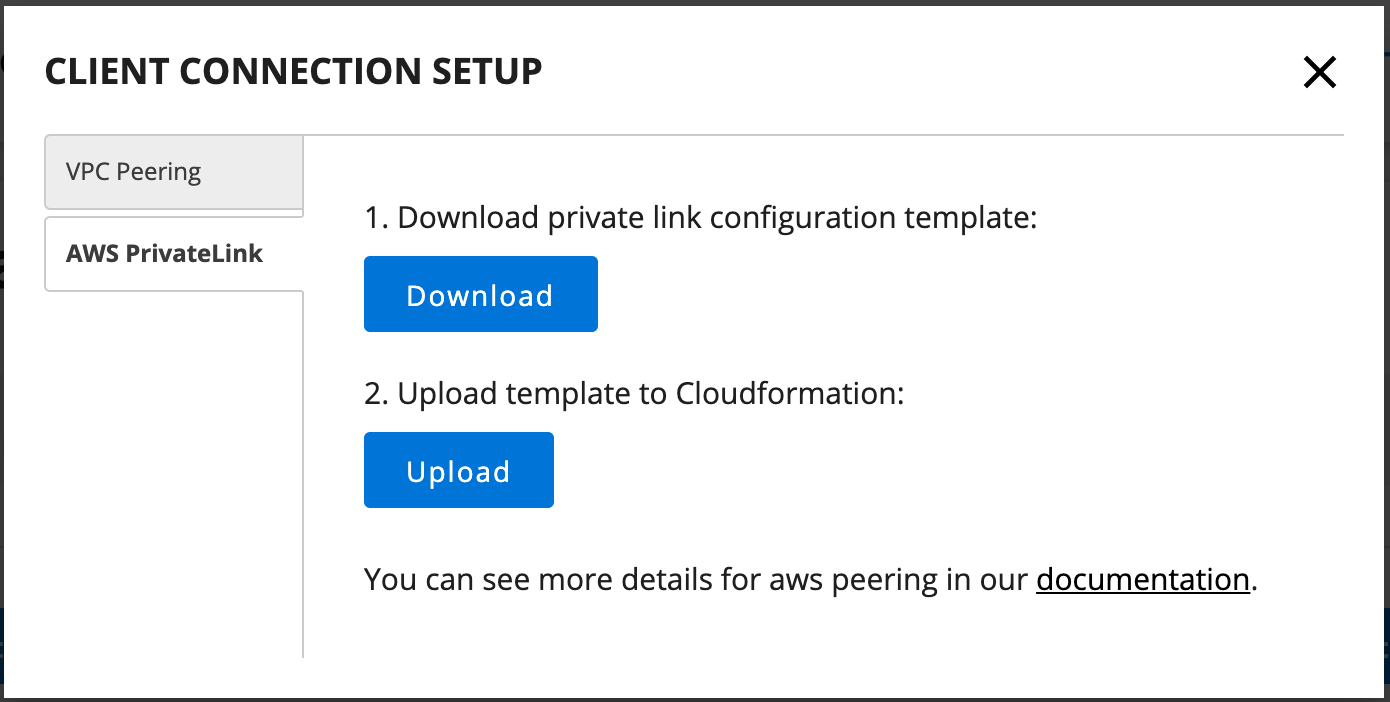 CLIENT CONNECTION SETUP
VPC Peering
AWS PrivateLink
1. Download private link configuration template:
Download
2. Upload template to Cloudformation:
Upload
You can see more details for aws peering in our documentation.